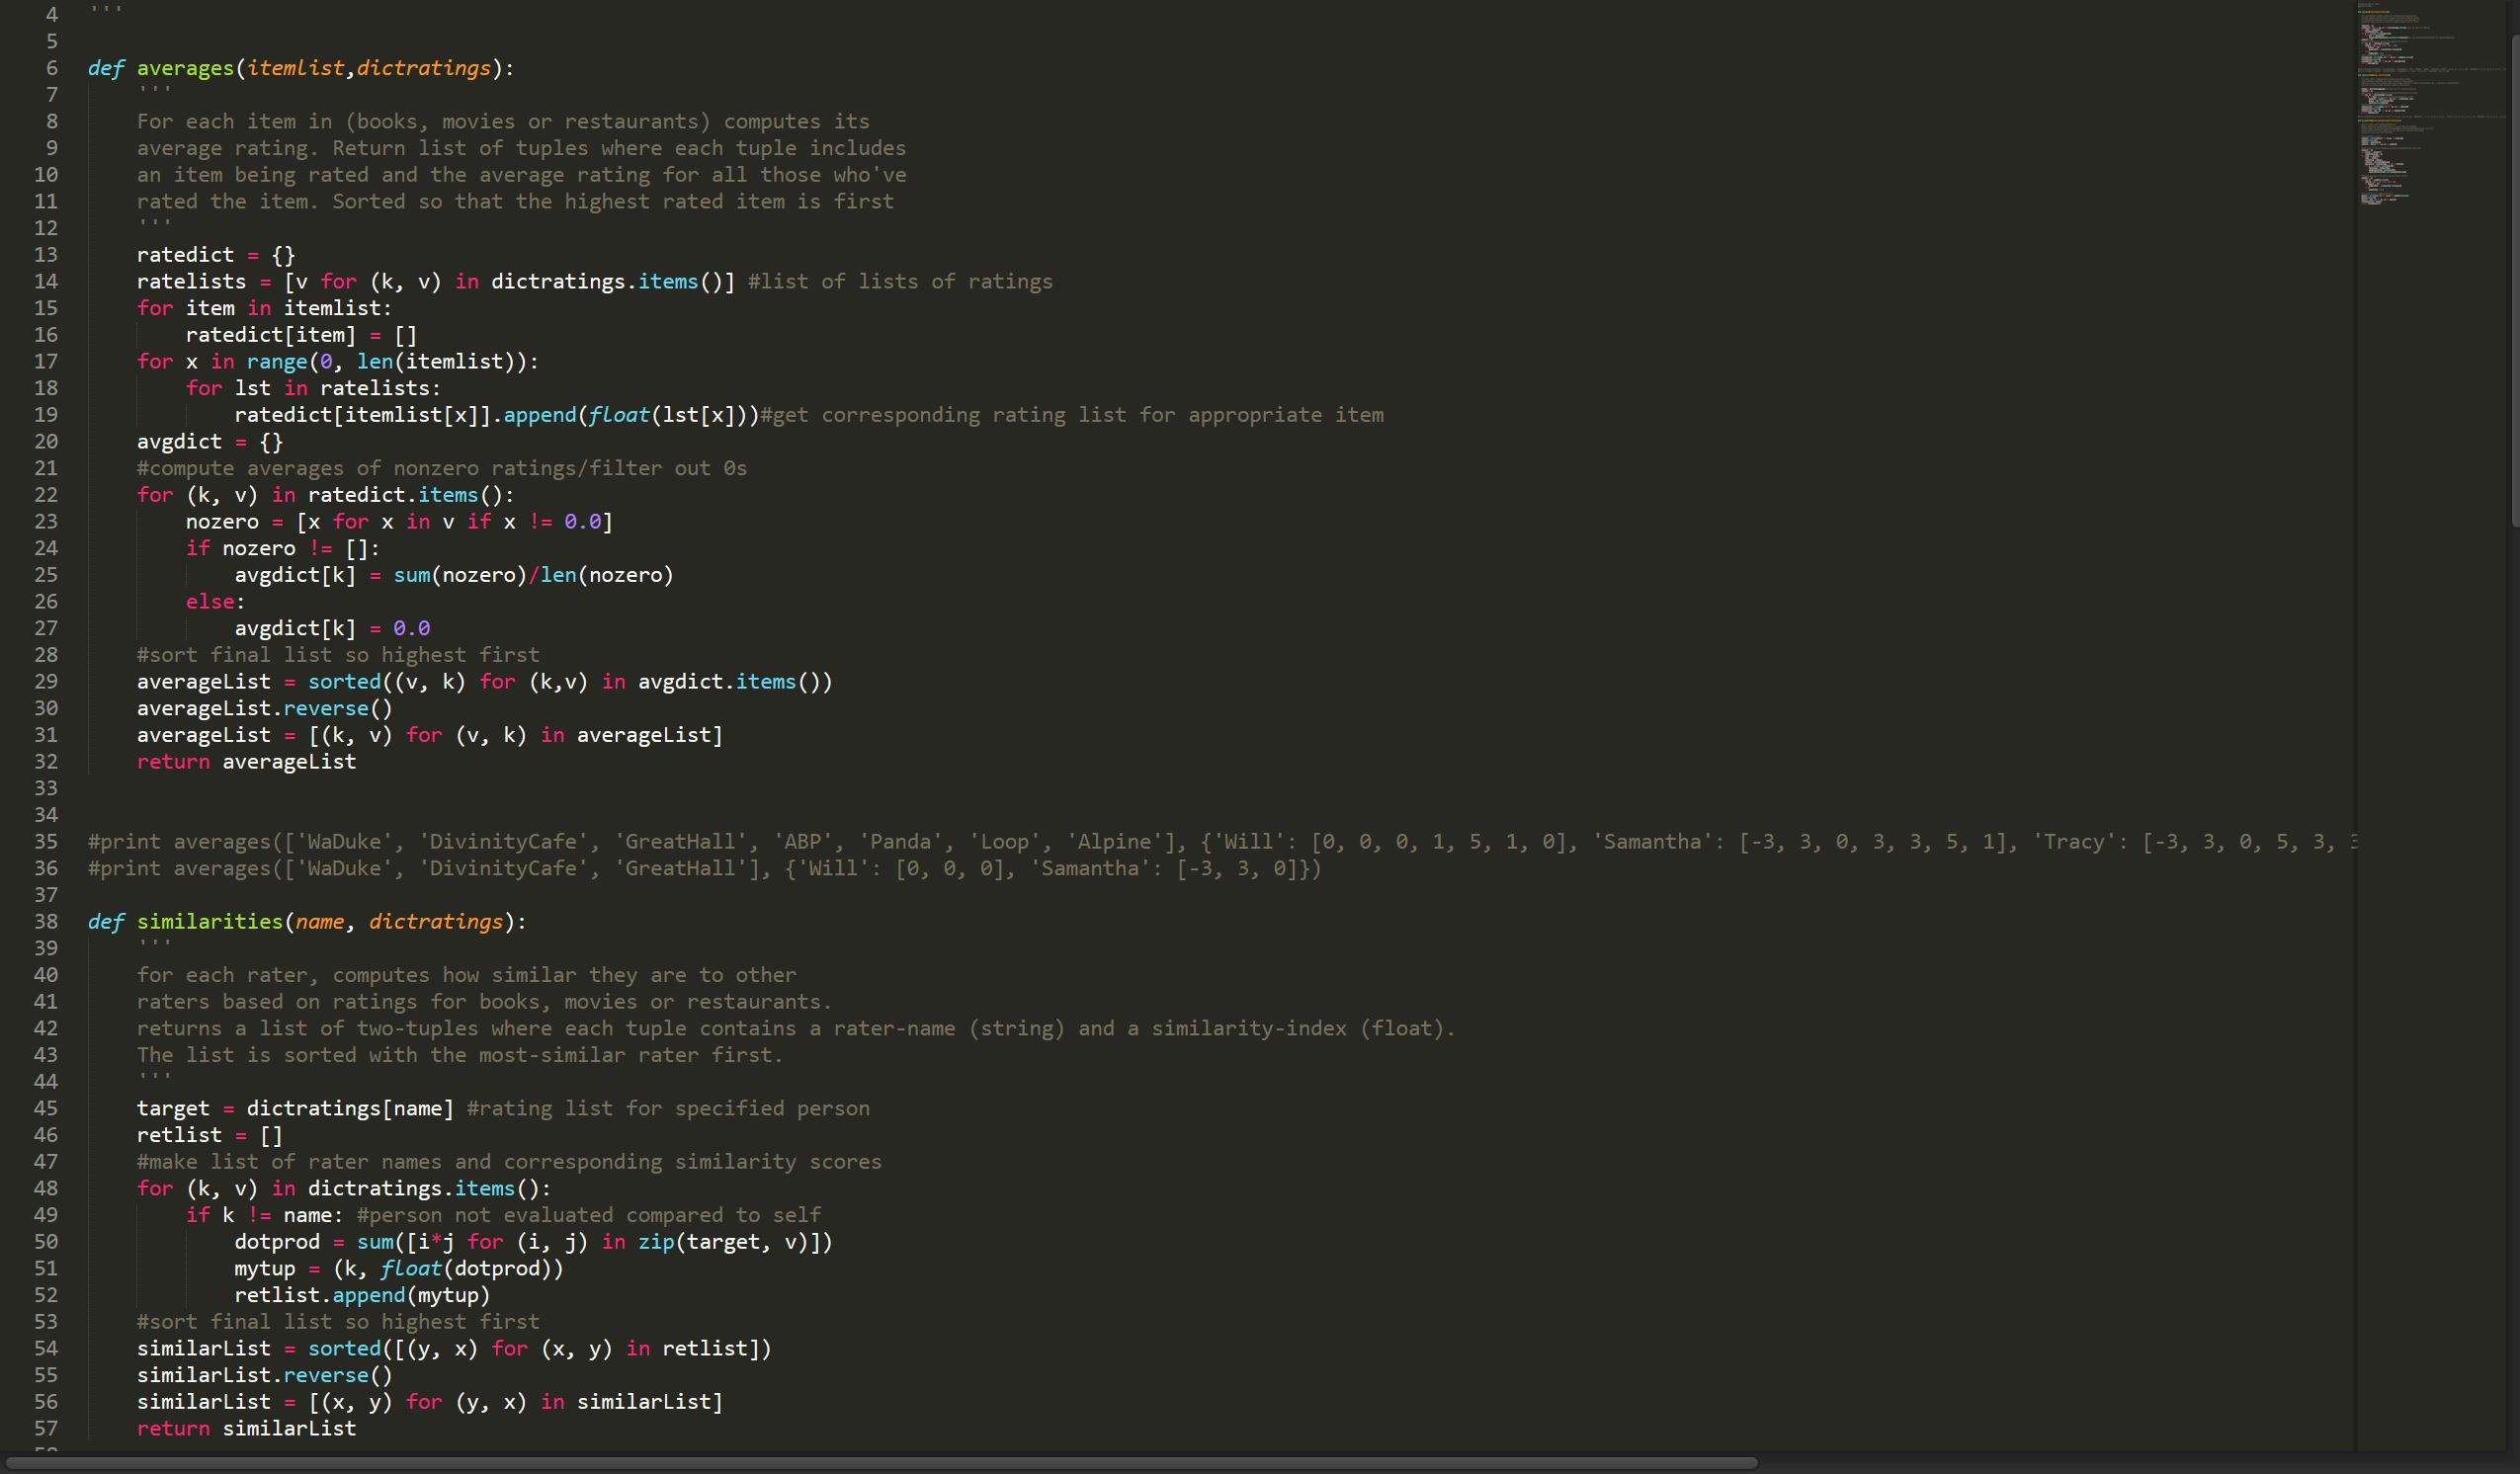 4 '''
5
6 def averages(itemlist,dictratings):
7     '''
8     For each item in (books, movies or restaurants) computes its
9     average rating. Return list of tuples where each tuple includes
10     an item being rated and the average rating for all those who've
11     rated the item. Sorted so that the highest rated item is first
12     '''
13     ratedict = {}
14     ratelists = [v for (k, v) in dictratings.items()] #list of lists of ratings
15     for item in itemlist:
16         ratedict[item] = []
17     for x in range(0, len(itemlist)):
18         for lst in ratelists:
19             ratedict[itemlist[x]].append(float(lst[x]))#get corresponding rating list for appropriate item
20     avgdict = {}
21     #compute averages of nonzero ratings/filter out 0s
22     for (k, v) in ratedict.items():
23         nozero = [x for x in v if x != 0.0]
24         if nozero != []:
25             avgdict[k] = sum(nozero)/len(nozero)
26         else:
27             avgdict[k] = 0.0
28     #sort final list so highest first
29     averageList = sorted((v, k) for (k,v) in avgdict.items())
30     averageList.reverse()
31     averageList = [(k, v) for (v, k) in averageList]
32     return averageList
33
34
35 #print averages(['WaDuke', 'DivinityCafe', 'GreatHall', 'ABP', 'Panda', 'Loop', 'Alpine'], {'Will': [0, 0, 0, 1, 5, 1, 0], 'Samantha': [-3, 3, 0, 3, 3, 5, 1], 'Tracy': [-3, 3, 0, 5, 3,
36 #print averages(['WaDuke', 'DivinityCafe', 'GreatHall'], {'Will': [0, 0, 0], 'Samantha': [-3, 3, 0]})
37
38 def similarities(name, dictratings):
39     '''
40     for each rater, computes how similar they are to other
41     raters based on ratings for books, movies or restaurants.
42     returns a list of two-tuples where each tuple contains a rater-name (string) and a similarity-index (float).
43     The list is sorted with the most-similar rater first.
44     '''
45     target = dictratings[name] #rating list for specified person
46     retlist = []
47     #make list of rater names and corresponding similarity scores
48     for (k, v) in dictratings.items():
49         if k != name: #person not evaluated compared to self
50             dotprod = sum([i*j for (i, j) in zip(target, v)])
51             mytup = (k, float(dotprod))
52             retlist.append(mytup)
53     #sort final list so highest first
54     similarList = sorted([(y, x) for (x, y) in retlist])
55     similarList.reverse()
56     similarList = [(x, y) for (y, x) in similarList]
57     return similarList